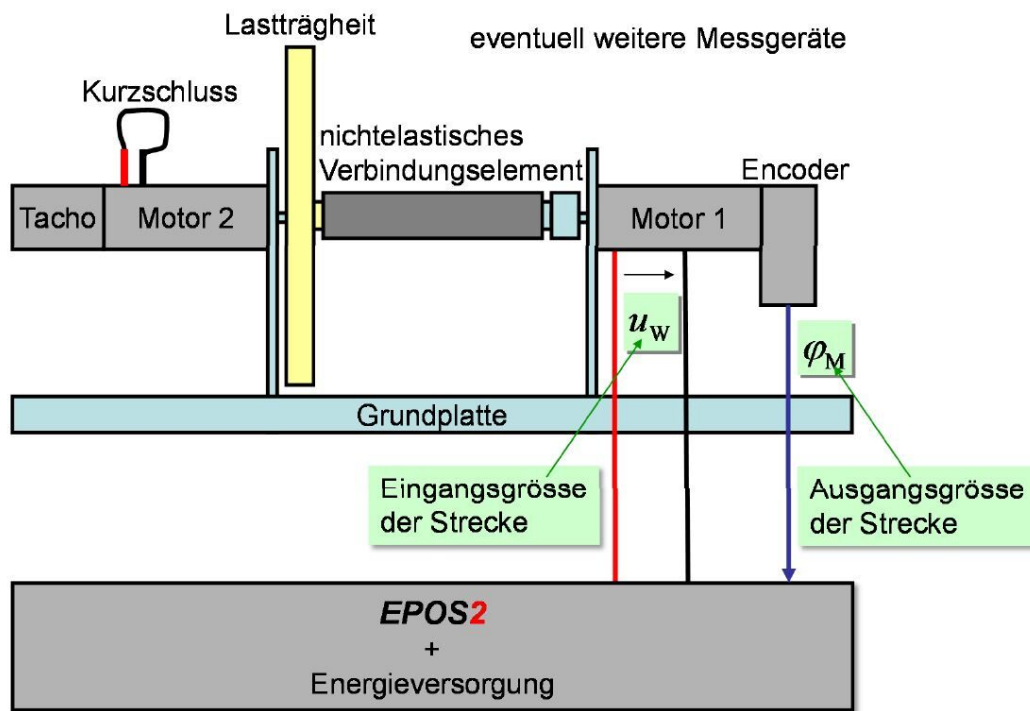 Lastträgheit
eventuell weitere Messgeräte
Kurzschluss
nichtelastisches
Verbindungselement
Encoder
Tacho
Motor 2
Motor 1
u_W
φ_M
Grundplatte
Eingangsgrösse
der Strecke
Ausgangsgrösse
der Strecke
EPOS2
+
Energieversorgung